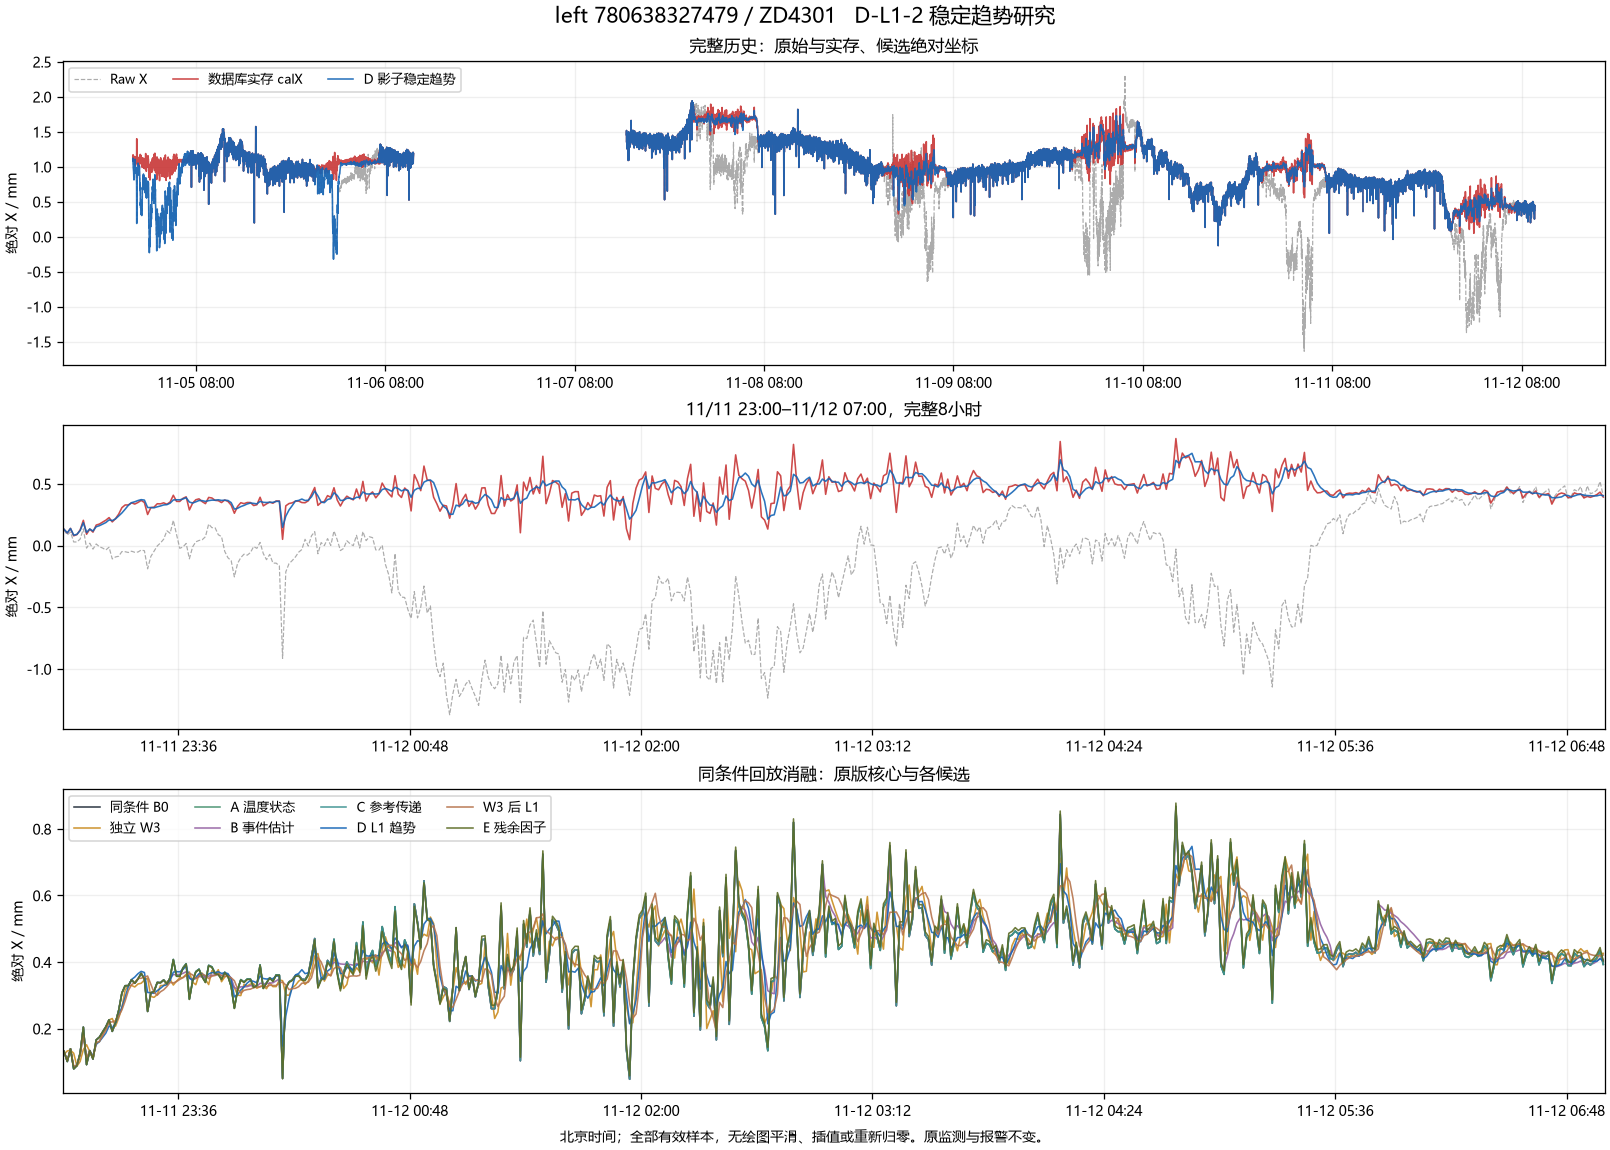 left 780638327479 / ZD4301   D-L1-2 稳定趋势研究
完整历史：原始与实存、候选绝对坐标
Raw X
数据库实存 calX
D 影子稳定趋势
绝对 X / mm
2.5
2.0
1.5
1.0
0.5
0.0
-0.5
-1.0
-1.5
11-05 08:00
11-06 08:00
11-07 08:00
11-08 08:00
11-09 08:00
11-10 08:00
11-11 08:00
11-12 08:00
11/11 23:00–11/12 07:00，完整8小时
绝对 X / mm
0.5
0.0
-0.5
-1.0
11-11 23:36
11-12 00:48
11-12 02:00
11-12 03:12
11-12 04:24
11-12 05:36
11-12 06:48
同条件回放消融：原版核心与各候选
同条件 B0
A 温度状态
C 参考传递
W3 后 L1
独立 W3
B 事件估计
D L1 趋势
E 残余因子
绝对 X / mm
0.8
0.6
0.4
0.2
11-11 23:36
11-12 00:48
11-12 02:00
11-12 03:12
11-12 04:24
11-12 05:36
11-12 06:48
北京时间；全部有效样本，无绘图平滑、插值或重新归零。原监测与报警不变。